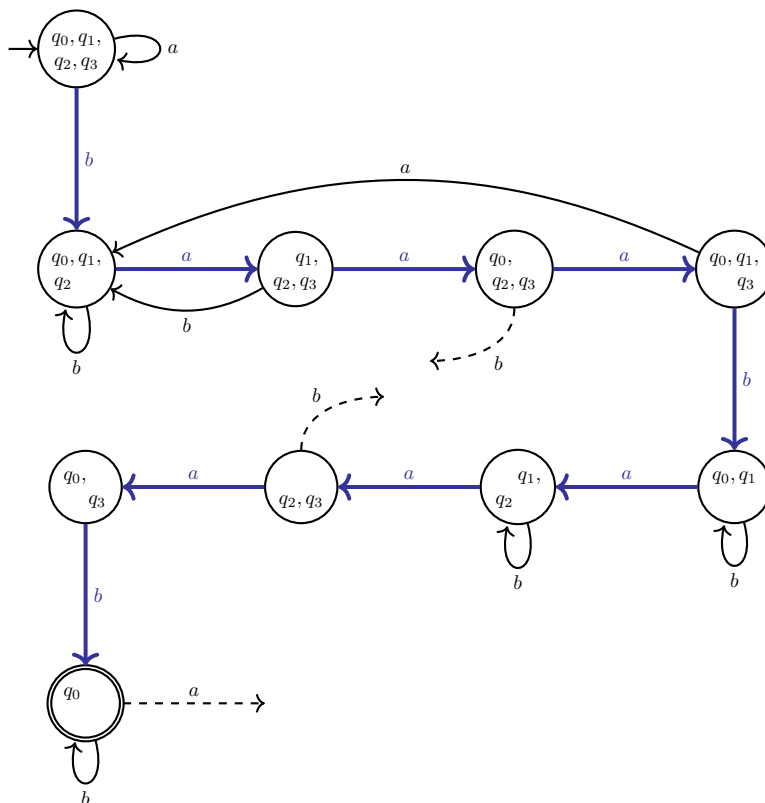 q₀, q₁,
q₂, q₃
a
b
a
q₀, q₁,
q₂
a
q₁,
q₂, q₃
a
q₀,
q₂, q₃
a
q₀, q₁,
q₃
b
b
b
b
b
q₀,
q₃
a
q₂, q₃
a
q₁,
q₂
a
q₀, q₁
b
b
b
q₀
a
b